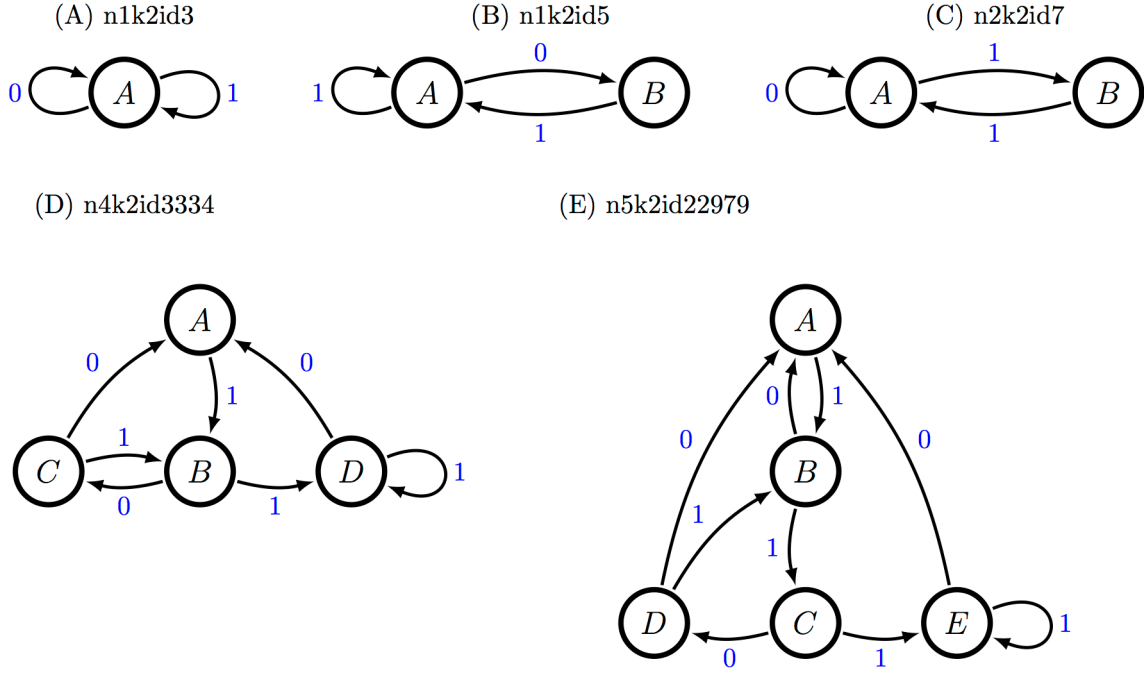 (A) n1k2id3 (B) n1k2id5 (C) n2k2id7
0 1
0 A 1 1 A B 0 A B
1 1
(D) n4k2id3334 (E) n5k2id22979
A A
0 0
1 0 1
0
1 B
C B D 1
0 1 1
1
D C E 1
0 1